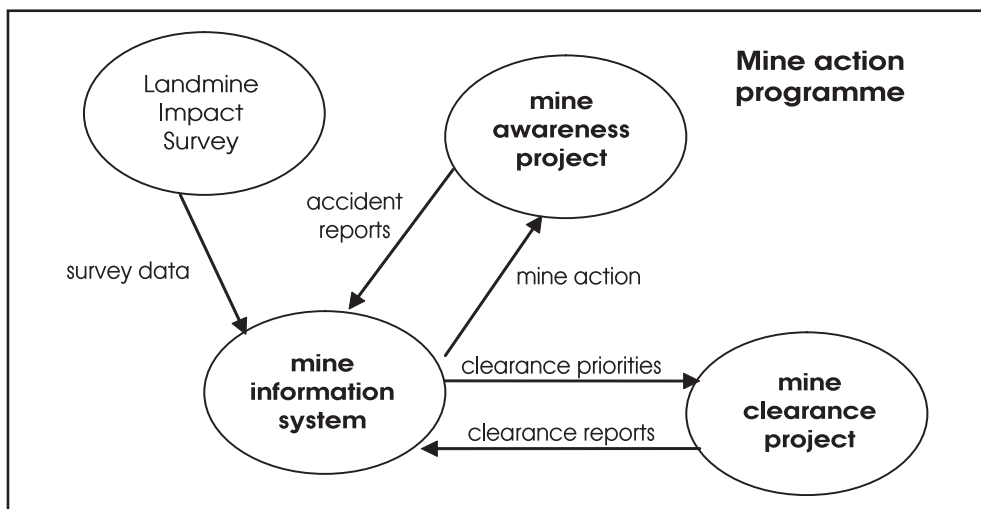 Mine action
programme
Landmine
Impact
Survey
mine
awareness
project
accident
reports
survey data
mine action
mine
information
system
clearance priorities
clearance reports
mine
clearance
project